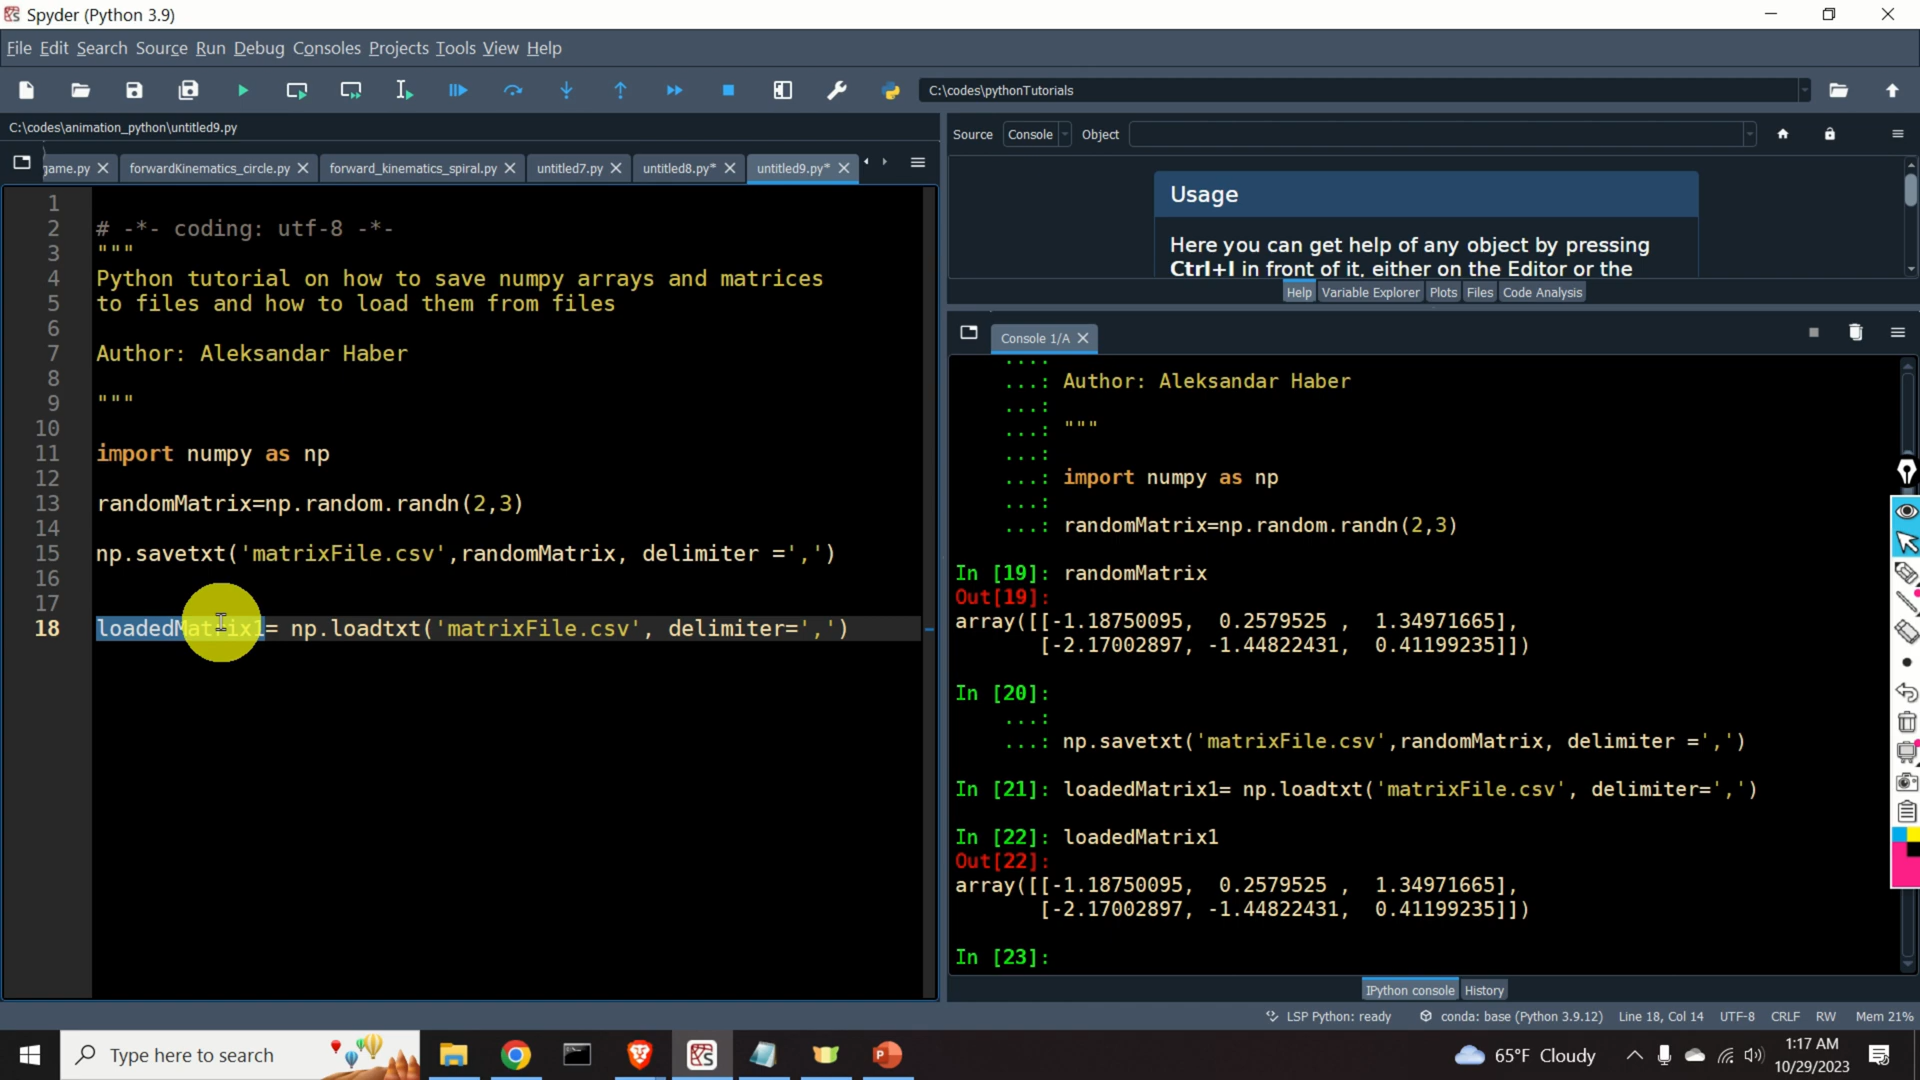 Spyder (Python 3.9)
File Edit Search Source Run Debug Consoles Projects Tools View Help
C:\codes\pythonTutorials
C:\codes\animation_python\untitled9.py
game.py forwardKinematics_circle.py forward_kinematics_spiral.py untitled7.py untitled8.py* untitled9.py*
1
2 # -*- coding: utf-8 -*-
3 """
4 Python tutorial on how to save numpy arrays and matrices
5 to files and how to load them from files
6
7 Author: Aleksandar Haber
8
9 """
10
11 import numpy as np
12
13 randomMatrix=np.random.randn(2,3)
14
15 np.savetxt('matrixFile.csv',randomMatrix, delimiter =',')
16
17
18 loadedMatrix1= np.loadtxt('matrixFile.csv', delimiter=',')
Source Console Object
Usage
Here you can get help of any object by pressing
Ctrl+I in front of it, either on the Editor or the
Help Variable Explorer Plots Files Code Analysis
Console 1/A
...:
...: Author: Aleksandar Haber
...:
...: """
...:
...: import numpy as np
...:
...: randomMatrix=np.random.randn(2,3)
In [19]: randomMatrix
Out[19]:
array([[-1.18750095, 0.2579525 , 1.34971665],
[-2.17002897, -1.44822431, 0.41199235]])
In [20]:
...:
...: np.savetxt('matrixFile.csv',randomMatrix, delimiter =',')
In [21]: loadedMatrix1= np.loadtxt('matrixFile.csv', delimiter=',')
In [22]: loadedMatrix1
Out[22]:
array([[-1.18750095, 0.2579525 , 1.34971665],
[-2.17002897, -1.44822431, 0.41199235]])
In [23]:
IPython console History
LSP Python: ready conda: base (Python 3.9.12) Line 18, Col 14 UTF-8 CRLF RW Mem 21%
Type here to search
65°F Cloudy
1:17 AM
10/29/2023